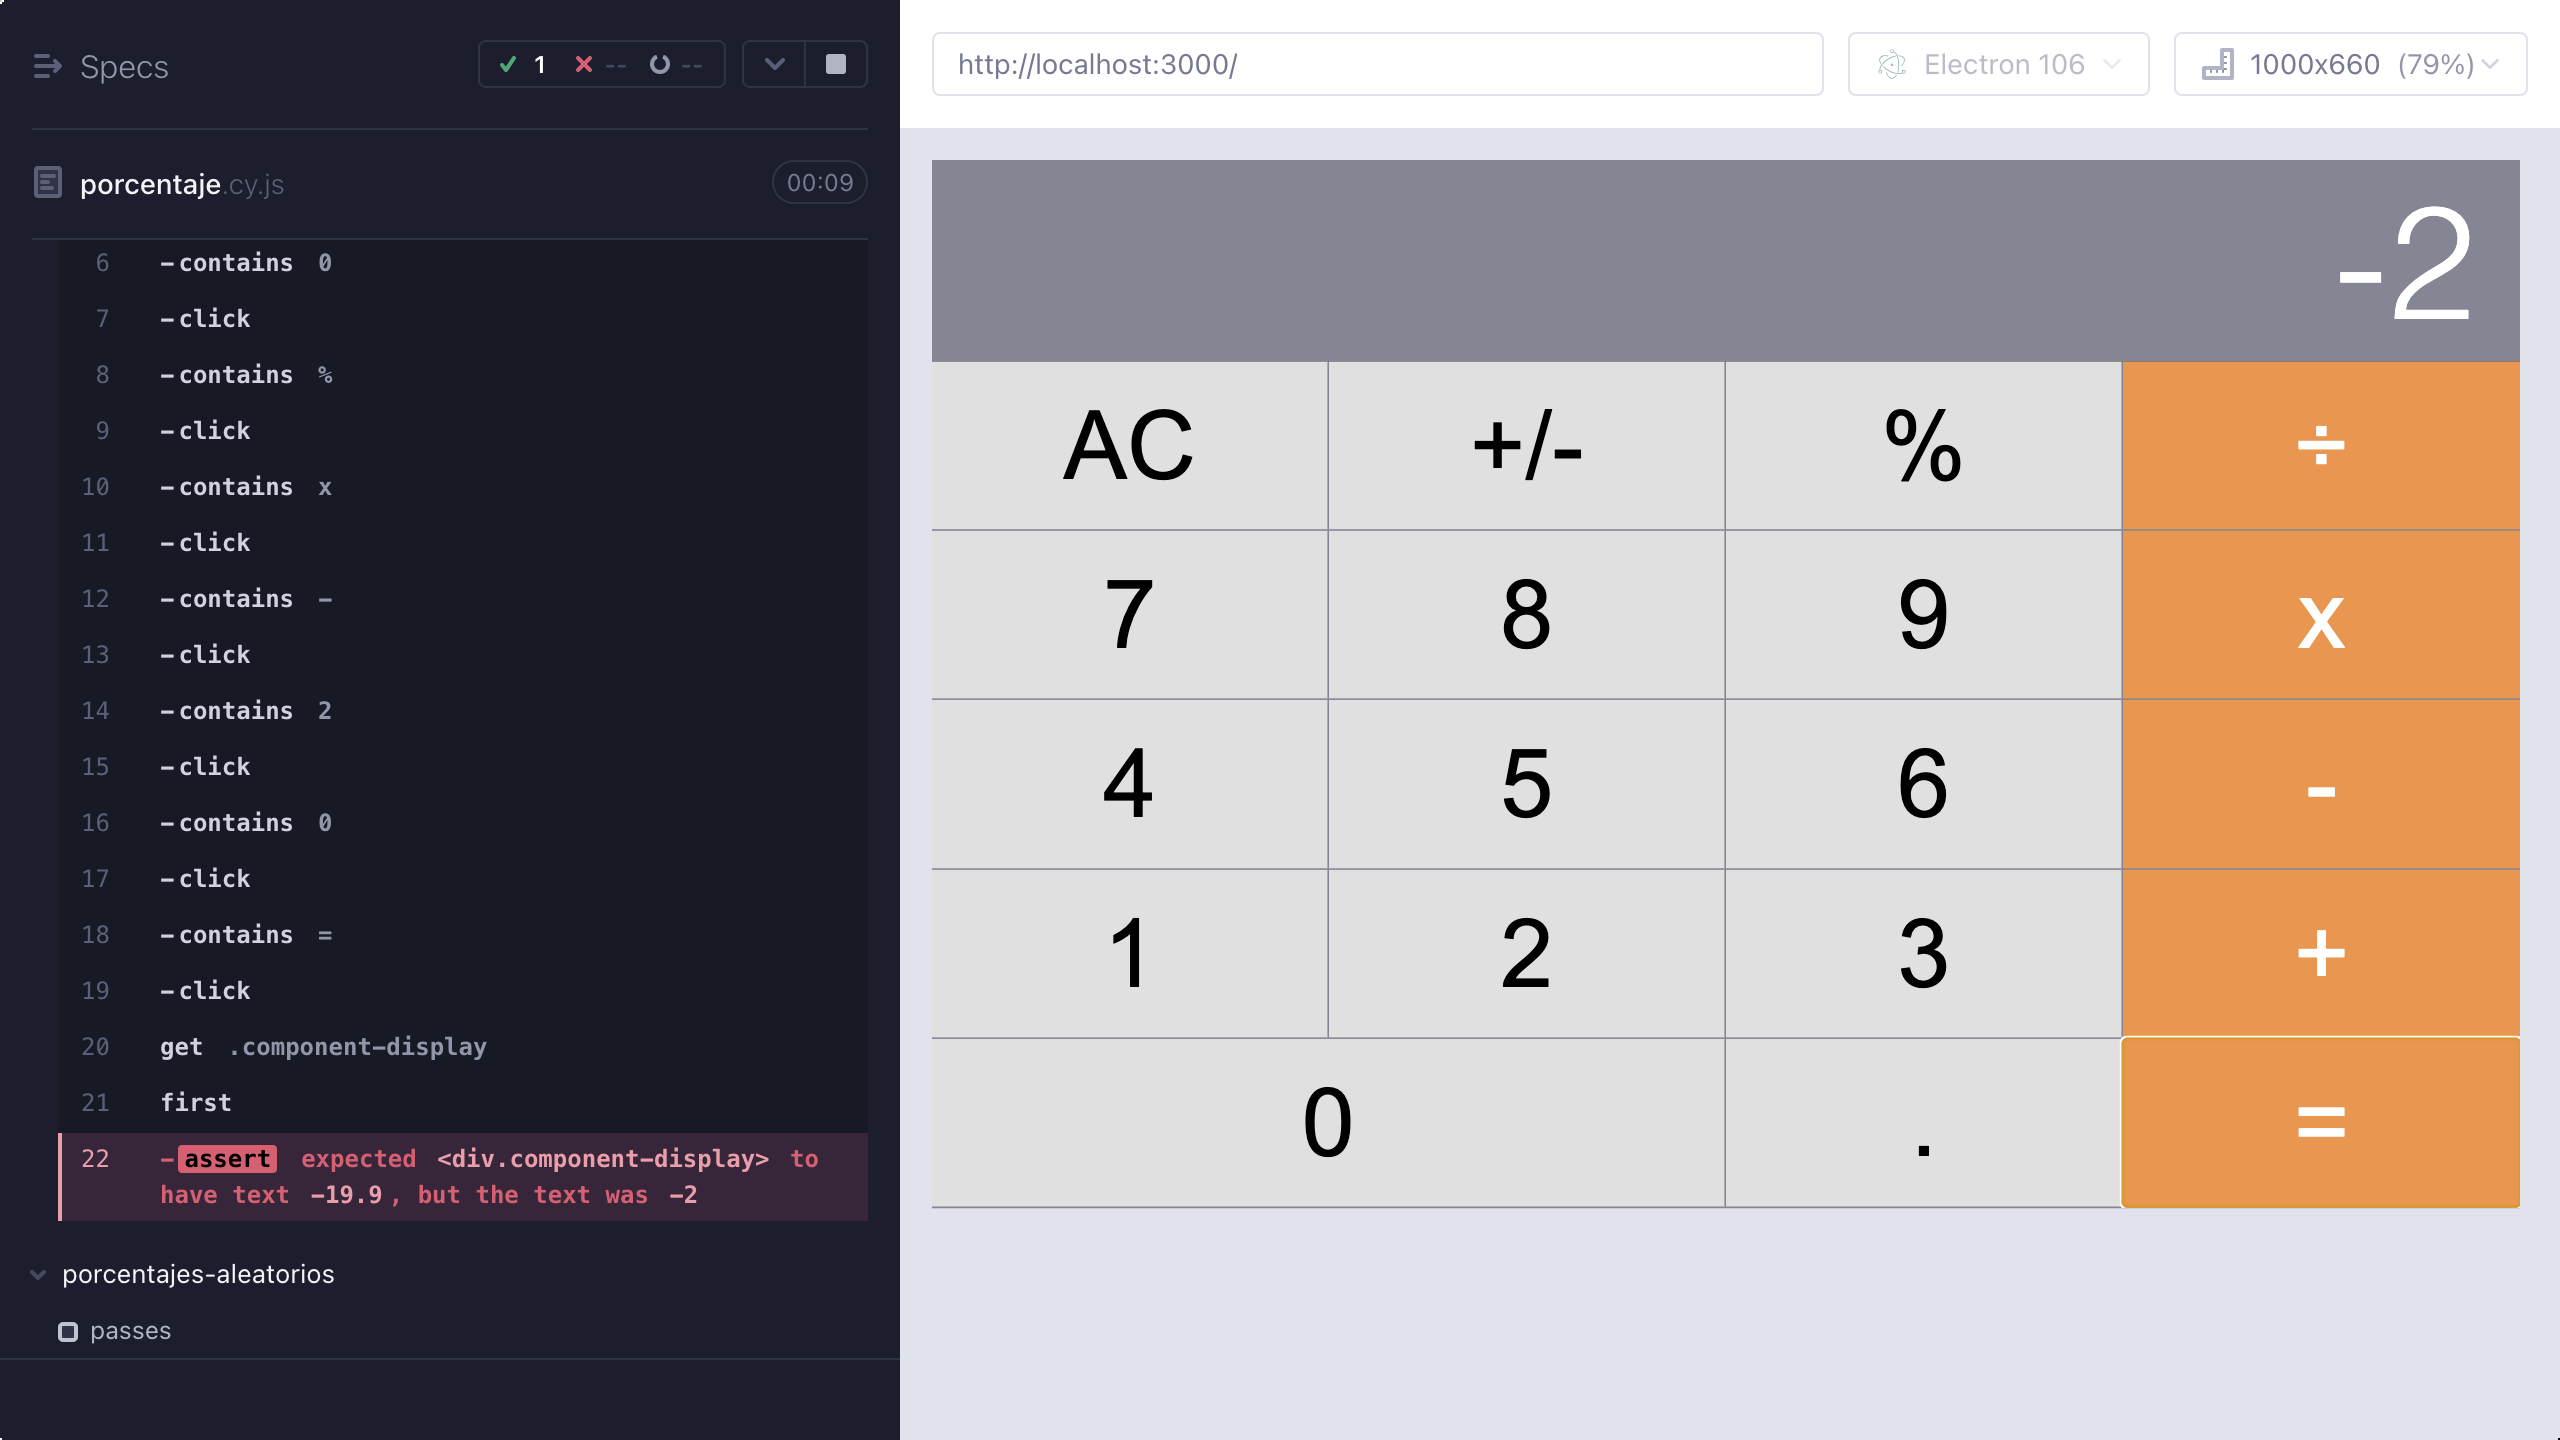 Specs
1 -- --
http://localhost:3000/
Electron 106
1000x660 (79%)
porcentaje.cy.js
00:09
6 -contains 0
7 -click
8 -contains %
9 -click
10 -contains x
11 -click
12 -contains -
13 -click
14 -contains 2
15 -click
16 -contains 0
17 -click
18 -contains =
19 -click
20 get .component-display
21 first
22 -assert expected <div.component-display> to
have text -19.9, but the text was -2
porcentajes-aleatorios
passes
-2
AC +/- % ÷
7 8 9 x
4 5 6 -
1 2 3 +
0 . =